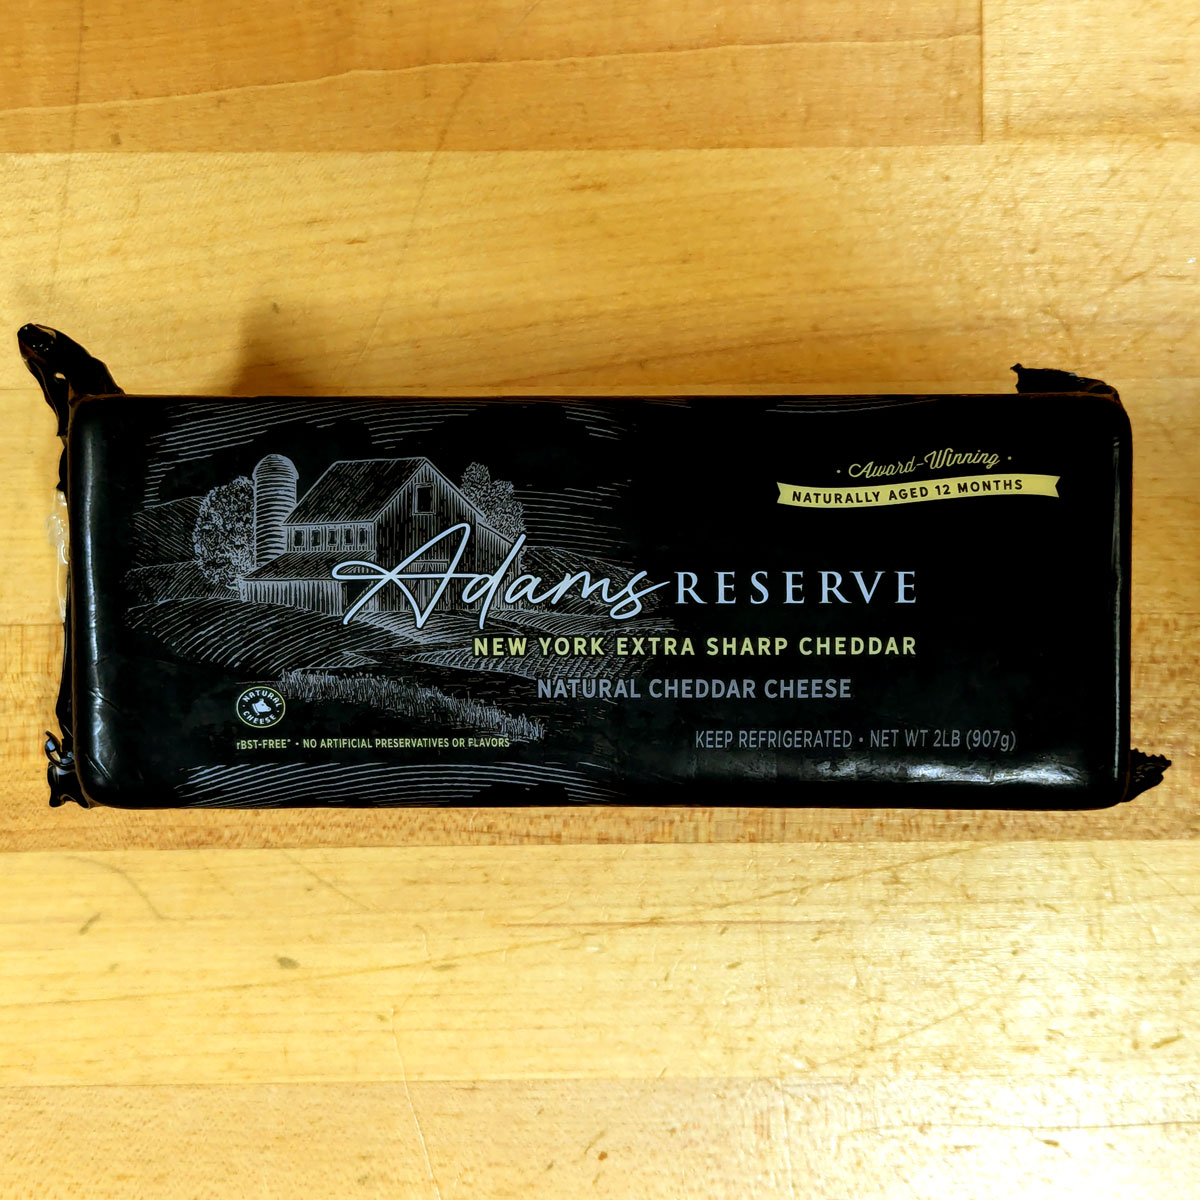 · Award-Winning ·
NATURALLY AGED 12 MONTHS
Adams RESERVE
NEW YORK EXTRA SHARP CHEDDAR
NATURAL CHEDDAR CHEESE
· NATURAL ·
CHEESE
rBST-FREE* • NO ARTIFICIAL PRESERVATIVES OR FLAVORS
KEEP REFRIGERATED • NET WT 2LB (907g)